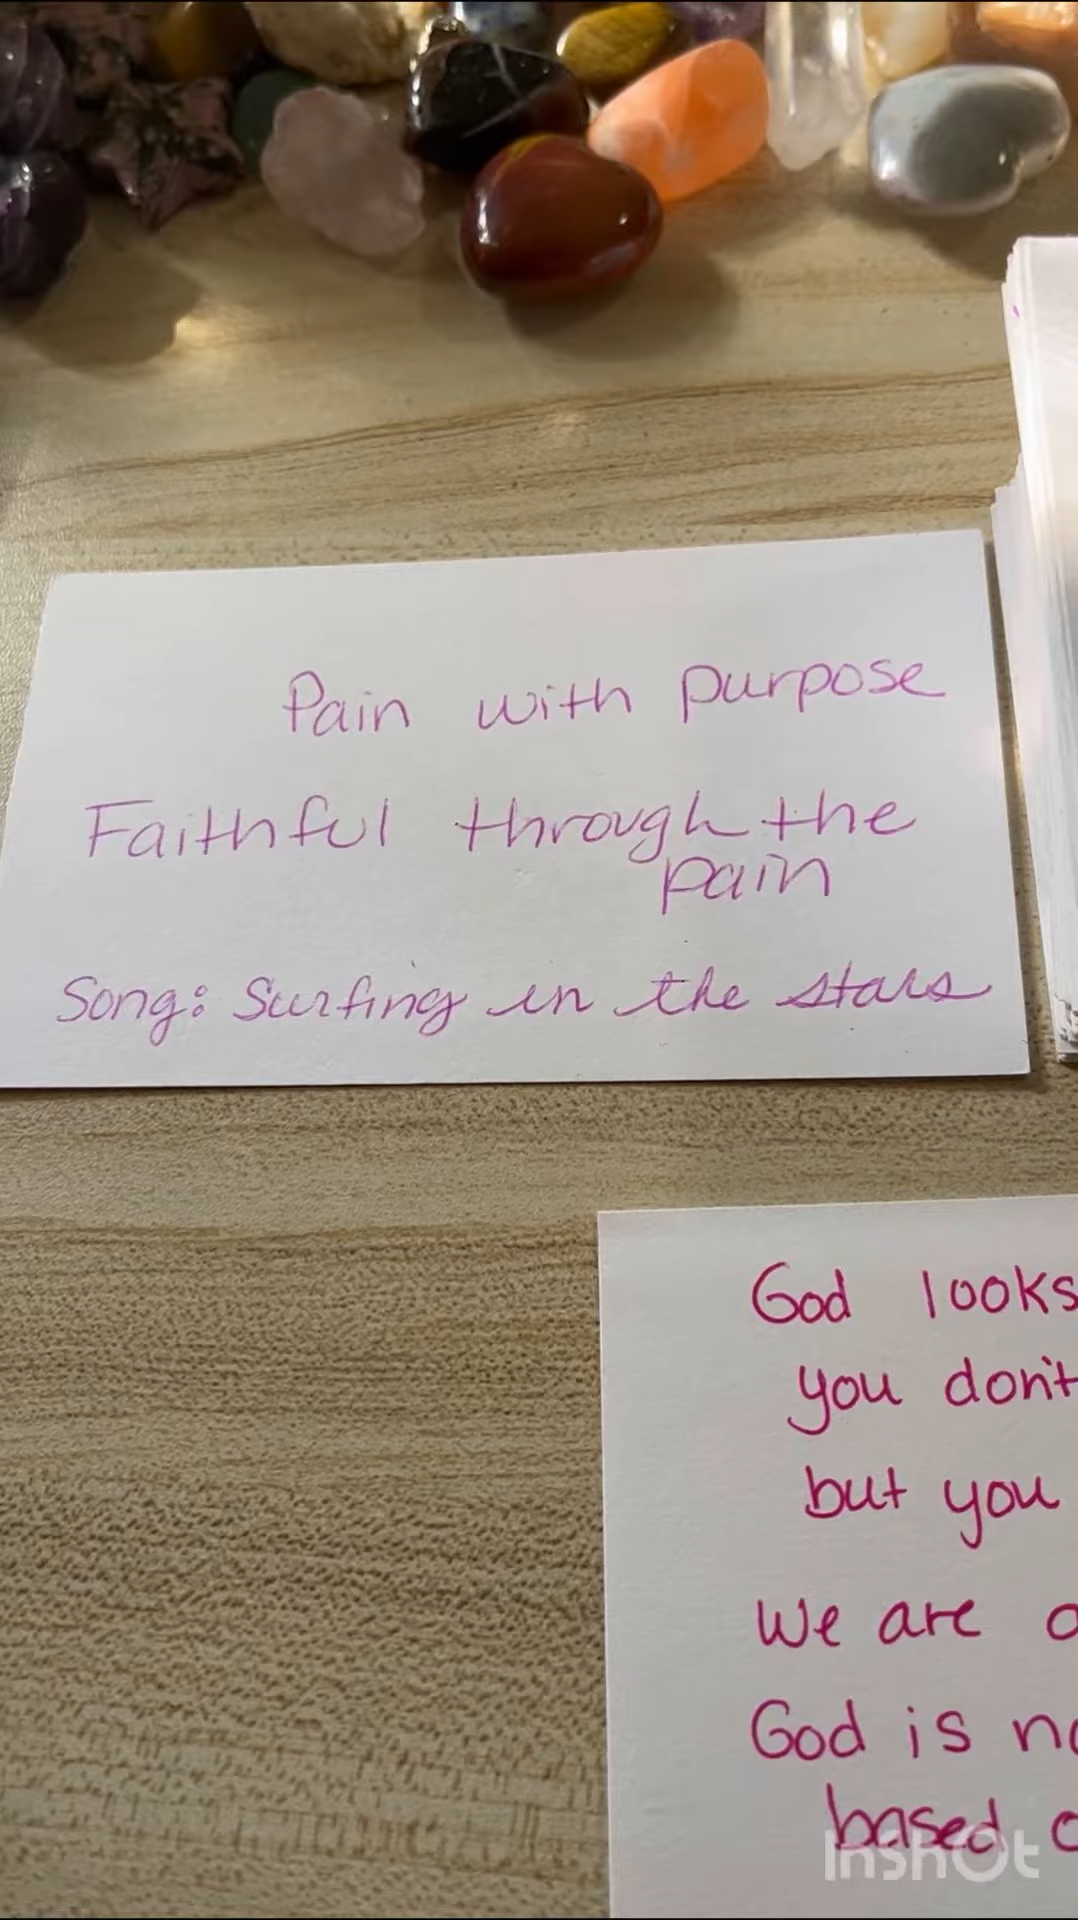 Pain with purpose
Faithful through the
pain
Song: Surfing in the stars
God looks
you don't
but you
We are
God is
based
InShOt